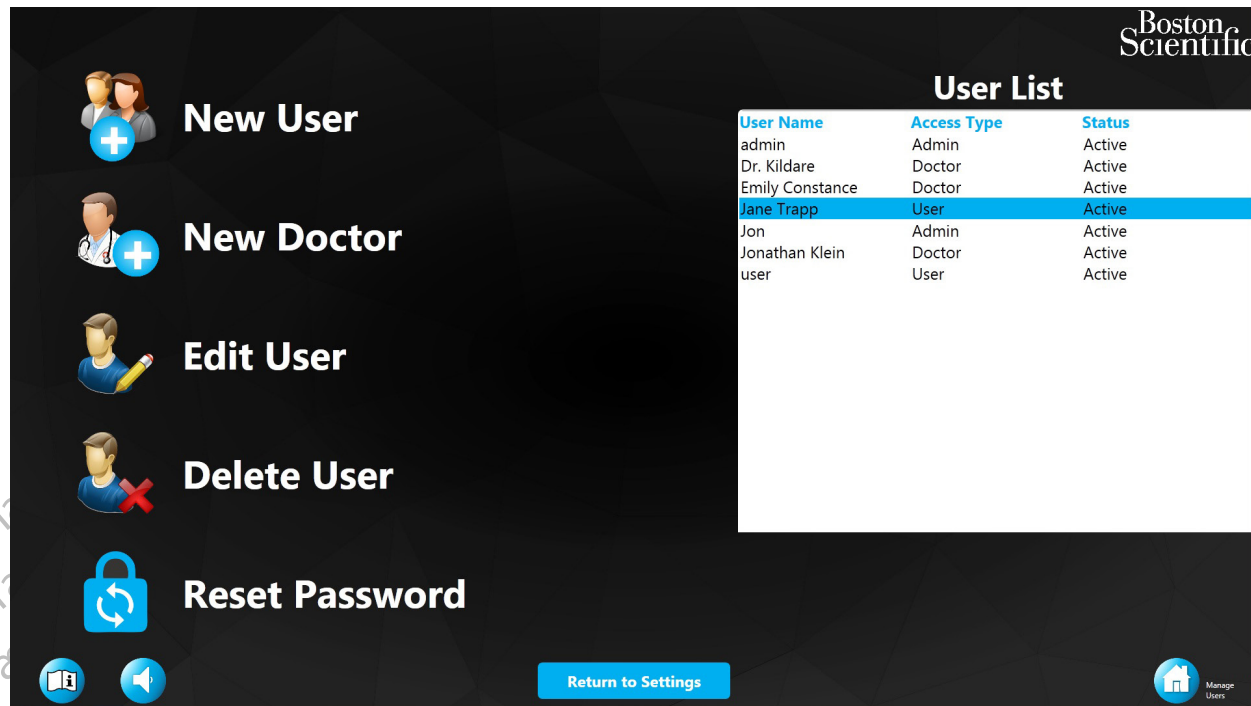 Boston
Scientific
New User
New Doctor
Edit User
Delete User
Reset Password
User List
User Name Access Type Status
admin Admin Active
Dr. Kildare Doctor Active
Emily Constance Doctor Active
Jane Trapp User Active
Jon Admin Active
Jonathan Klein Doctor Active
user User Active
Return to Settings
Manage
Users